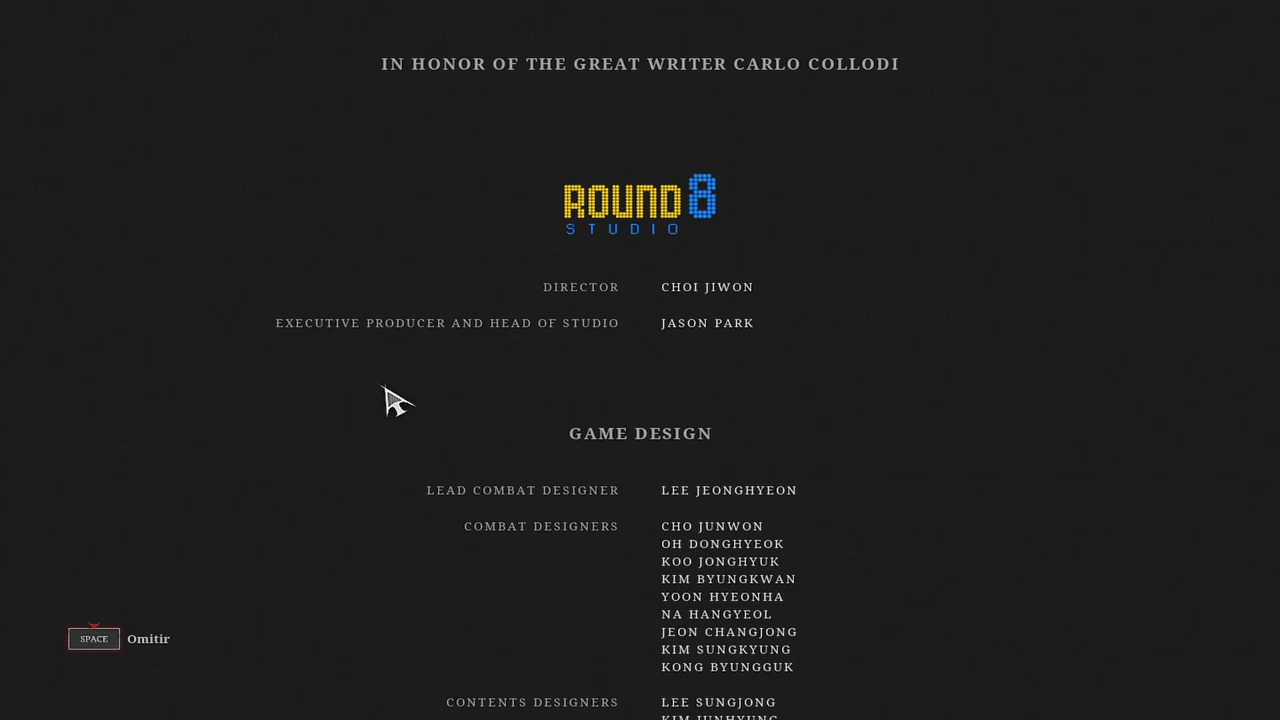 IN HONOR OF THE GREAT WRITER CARLO COLLODI
ROUND8
STUDIO
DIRECTOR CHOI JIWON
EXECUTIVE PRODUCER AND HEAD OF STUDIO JASON PARK
GAME DESIGN
LEAD COMBAT DESIGNER LEE JEONGHYEON
COMBAT DESIGNERS CHO JUNWON
OH DONGHYEOK
KOO JONGHYUK
KIM BYUNGKWAN
YOON HYEONHA
NA HANGYEOL
JEON CHANGJONG
KIM SUNGKYUNG
KONG BYUNGGUK
SPACE Omitir
CONTENTS DESIGNERS LEE SUNGJONG
KIM JUNHYUNG